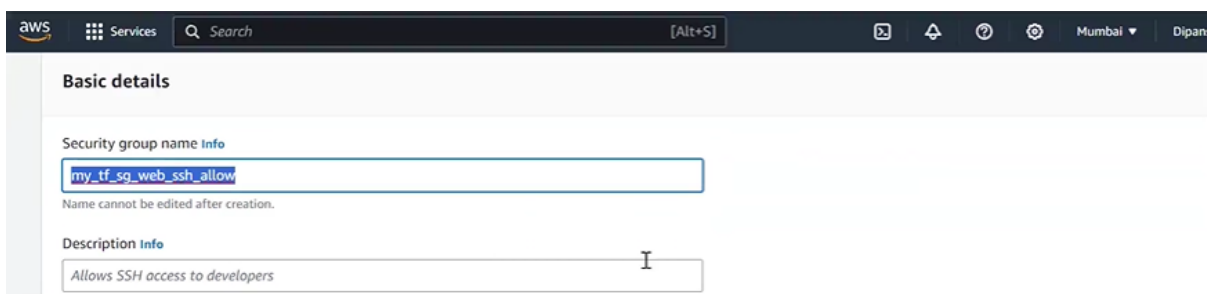 aws Services Search [Alt+S] Mumbai
Basic details
Security group name Info
my_tf_sg_web_ssh_allow
Name cannot be edited after creation.
Description Info
Allows SSH access to developers